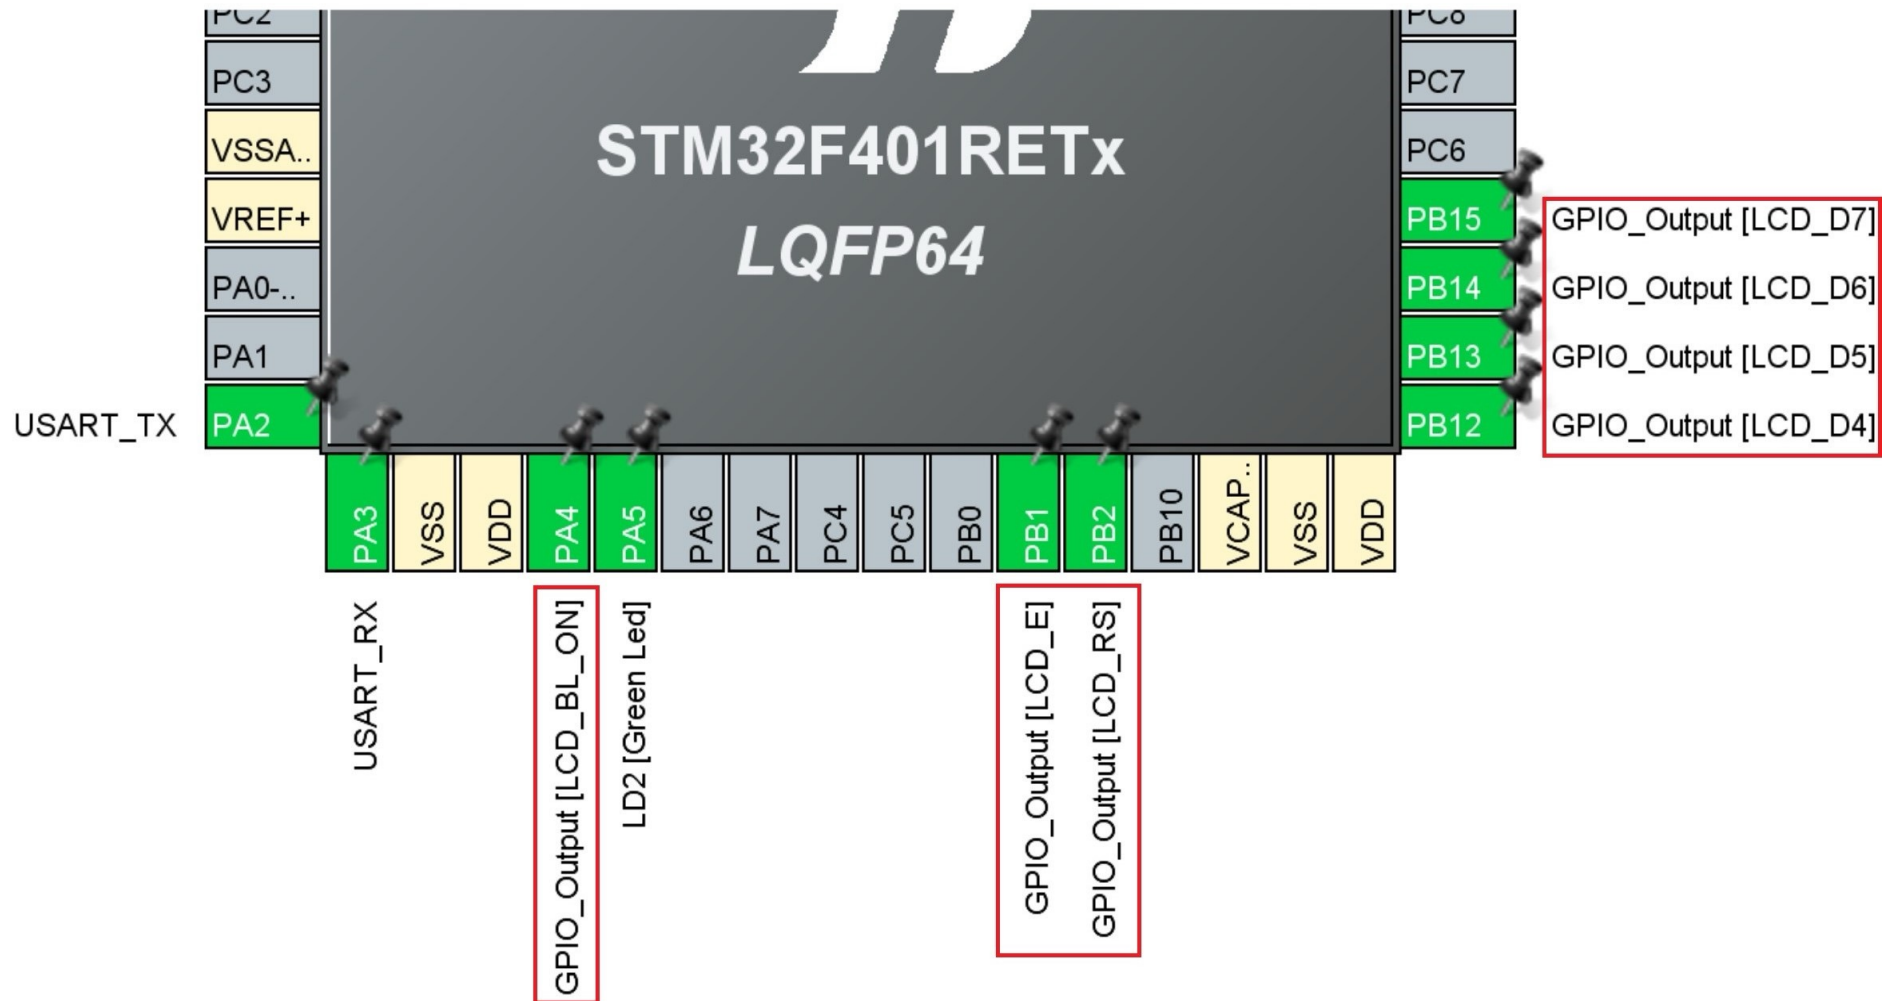 PC2
PC3
VSSA..
VREF+
PA0-..
PA1
USART_TX PA2
STM32F401RETx
LQFP64
PC7
PC6
PB15 GPIO_Output [LCD_D7]
PB14 GPIO_Output [LCD_D6]
PB13 GPIO_Output [LCD_D5]
PB12 GPIO_Output [LCD_D4]
PA3
VSS
VDD
PA4
PA5
PA6
PA7
PC4
PC5
PB0
PB1
PB2
PB10
VCAP..
VSS
VDD
USART_RX
GPIO_Output [LCD_BL_ON]
LD2 [Green Led]
GPIO_Output [LCD_E]
GPIO_Output [LCD_RS]